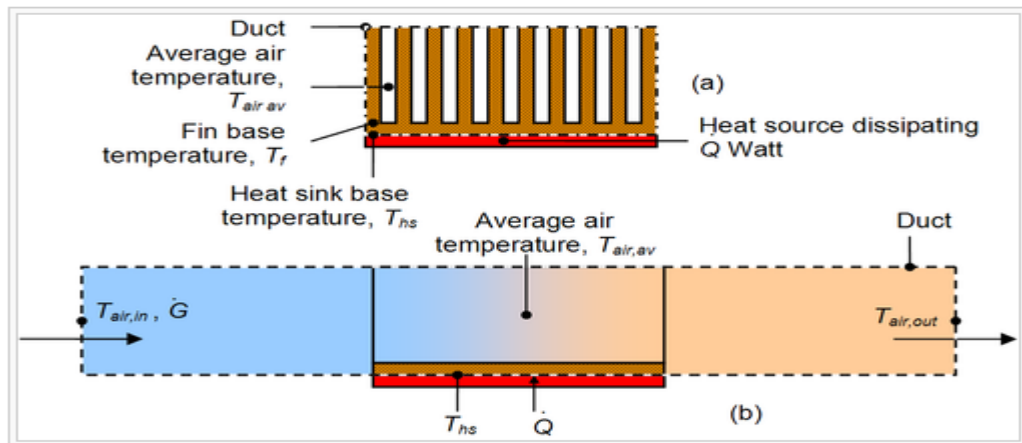 Duct
Average air
temperature,
T_air av
Fin base
temperature, T_f
Heat sink base
temperature, T_hs
(a)
Heat source dissipating
Q̇ Watt
Average air
temperature, T_air,av
Duct
T_air,in , Ġ
T_air,out
T_hs
Q̇
(b)